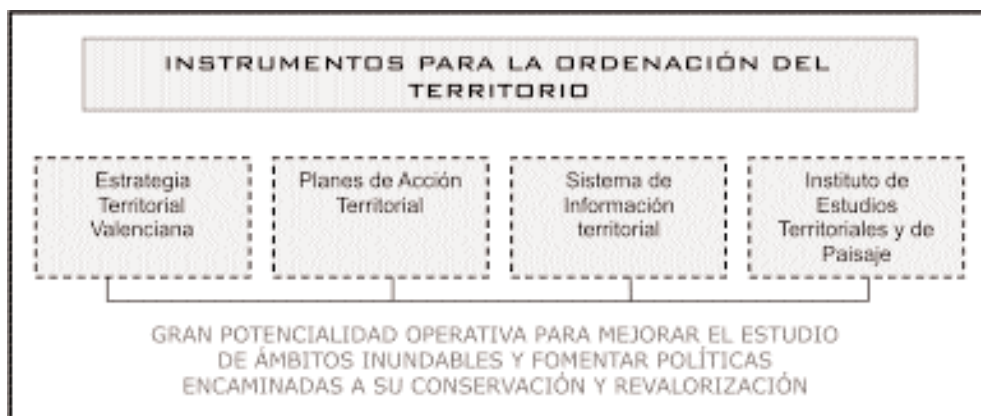 INSTRUMENTOS PARA LA ORDENACIÓN DEL
TERRITORIO
Estrategia
Territorial
Valenciana
Planes de Acción
Territorial
Sistema de
Información
territorial
Instituto de
Estudios
Territoriales y de
Paisaje
GRAN POTENCIALIDAD OPERATIVA PARA MEJORAR EL ESTUDIO
DE ÁMBITOS INUNDABLES Y FOMENTAR POLÍTICAS
ENCAMINADAS A SU CONSERVACIÓN Y REVALORIZACIÓN